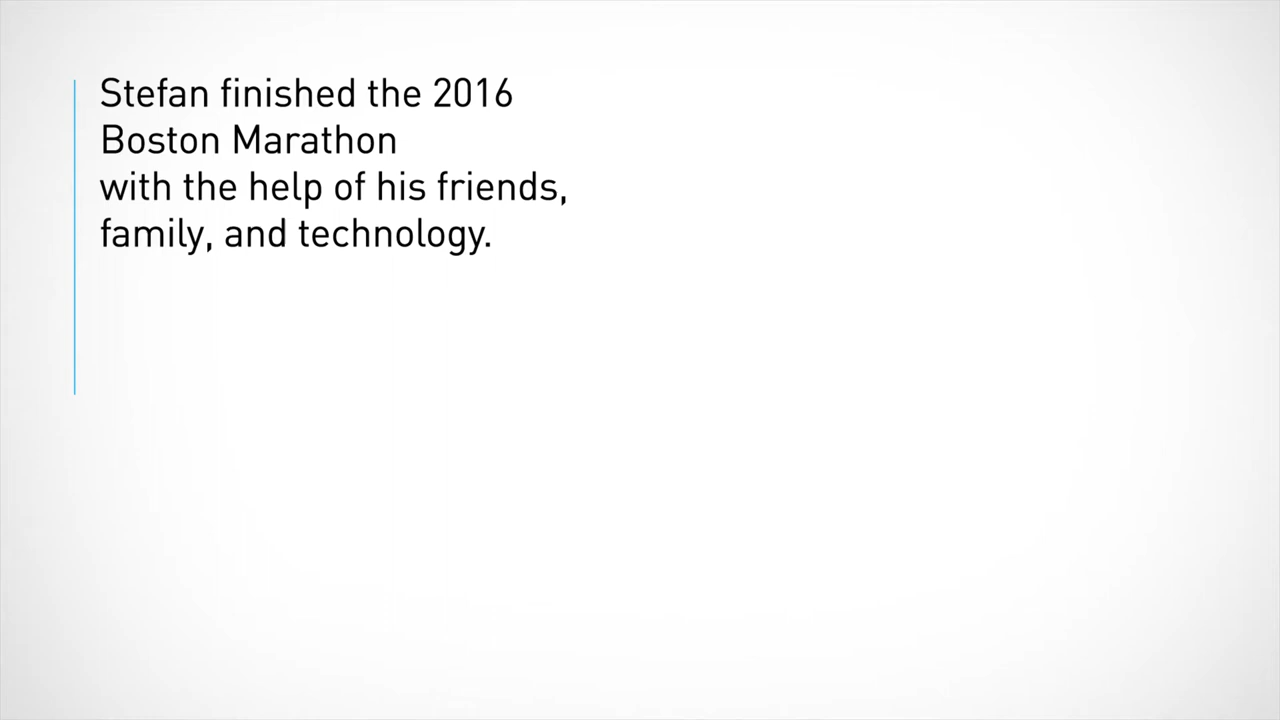 Stefan finished the 2016
Boston Marathon
with the help of his friends,
family, and technology.